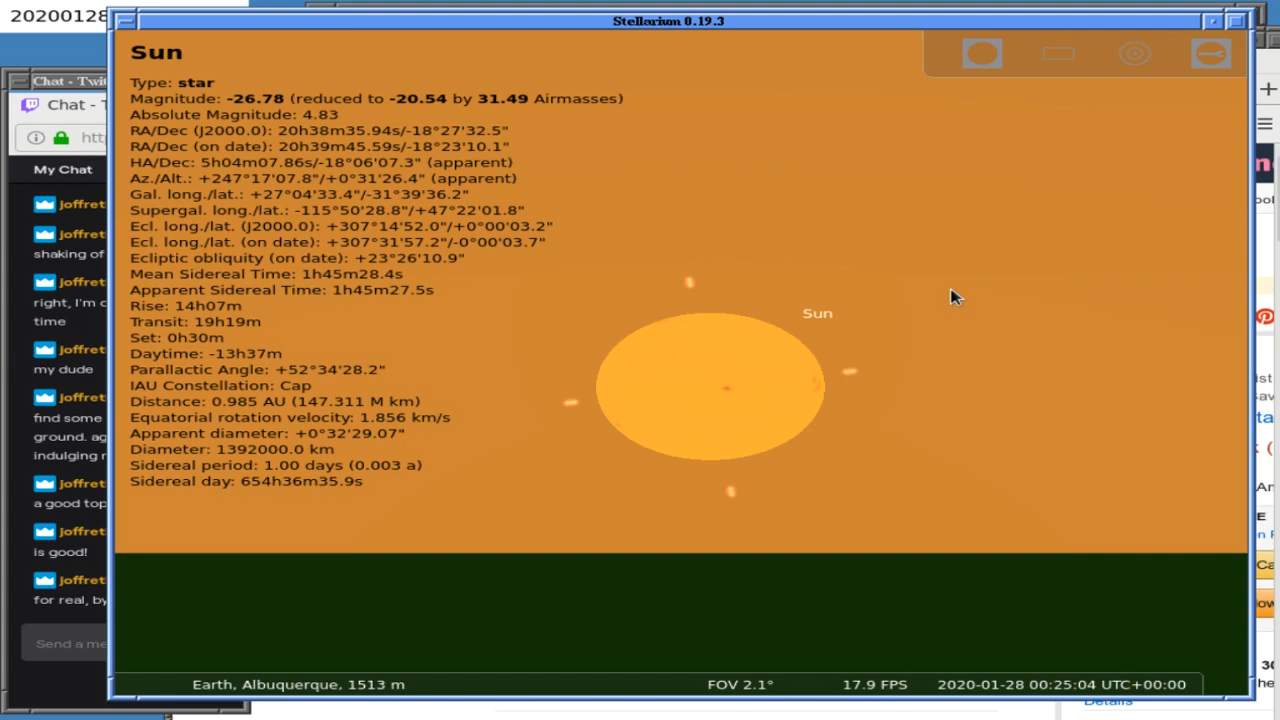 20200128
Stellarium 0.19.3
Chat - Twit
Chat - T
http
My Chat
joffret
joffret
shaking of
joffret
right, I'm c
time
joffret
my dude
joffret
find some
ground. ag
indulging r
joffret
a good top
joffret
is good!
joffret
for real, by
Send a me
Sun
Type: star
Magnitude: -26.78 (reduced to -20.54 by 31.49 Airmasses)
Absolute Magnitude: 4.83
RA/Dec (J2000.0): 20h38m35.94s/-18°27'32.5"
RA/Dec (on date): 20h39m45.59s/-18°23'10.1"
HA/Dec: 5h04m07.86s/-18°06'07.3" (apparent)
Az./Alt.: +247°17'07.8"/+0°31'26.4" (apparent)
Gal. long./lat.: +27°04'33.4"/-31°39'36.2"
Supergal. long./lat.: -115°50'28.8"/+47°22'01.8"
Ecl. long./lat. (J2000.0): +307°14'52.0"/+0°00'03.2"
Ecl. long./lat. (on date): +307°31'57.2"/-0°00'03.7"
Ecliptic obliquity (on date): +23°26'10.9"
Mean Sidereal Time: 1h45m28.4s
Apparent Sidereal Time: 1h45m27.5s
Rise: 14h07m
Transit: 19h19m
Set: 0h30m
Daytime: -13h37m
Parallactic Angle: +52°34'28.2"
IAU Constellation: Cap
Distance: 0.985 AU (147.311 M km)
Equatorial rotation velocity: 1.856 km/s
Apparent diameter: +0°32'29.07"
Diameter: 1392000.0 km
Sidereal period: 1.00 days (0.003 a)
Sidereal day: 654h36m35.9s
Sun
Earth, Albuquerque, 1513 m
FOV 2.1°
17.9 FPS
2020-01-28 00:25:04 UTC+00:00
Details